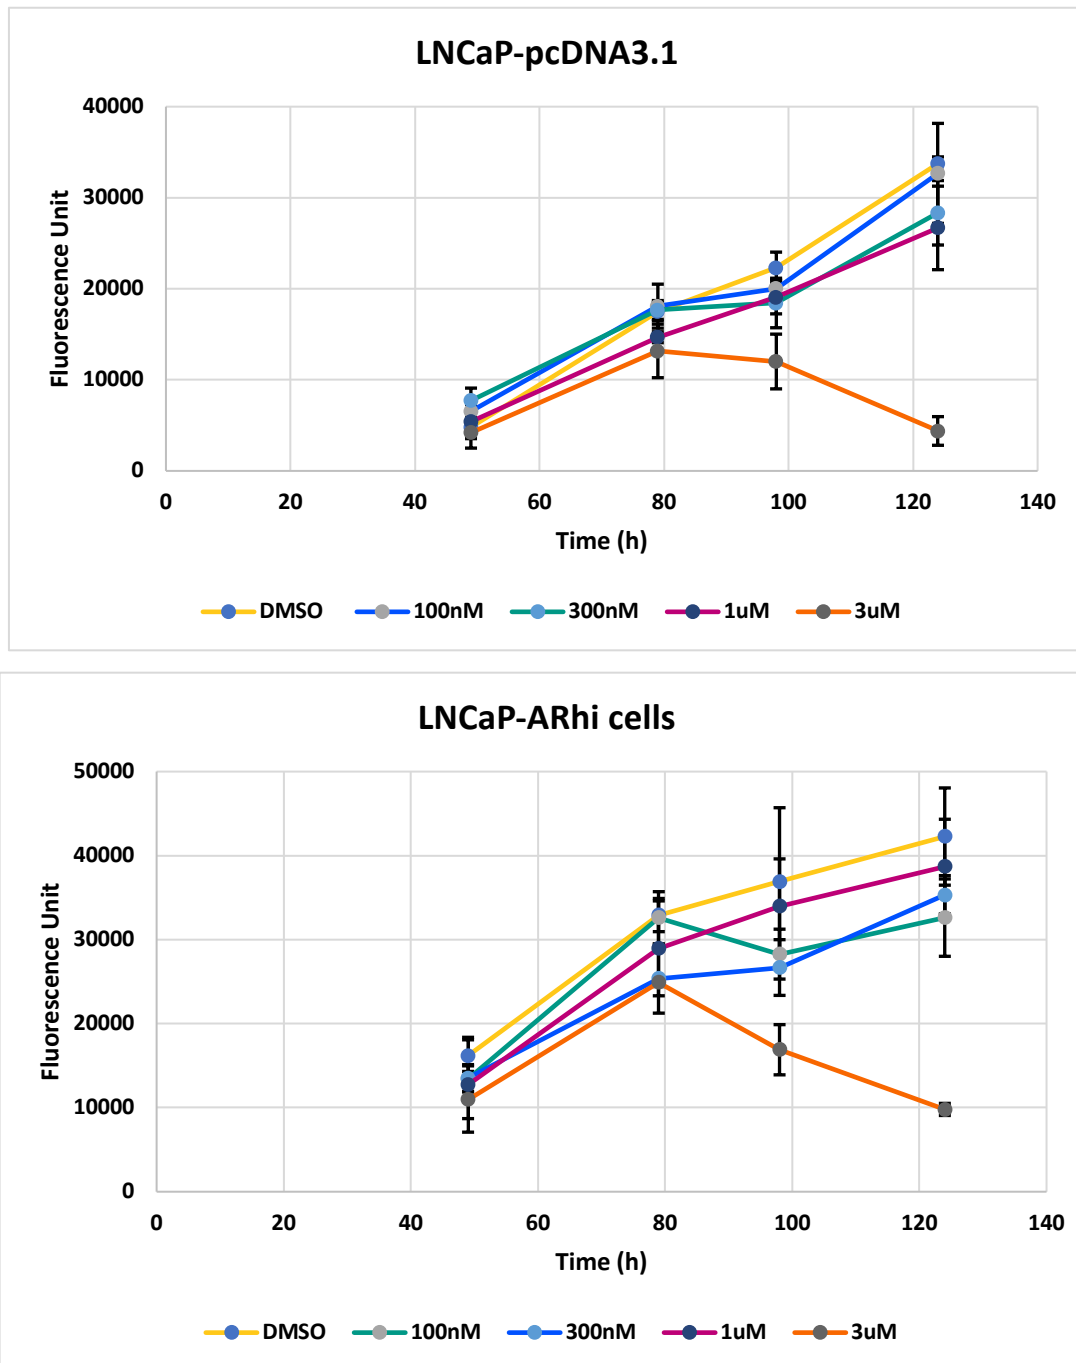 LNCaP-pcDNA3.1
40000
30000
20000
10000
0
Fluorescence Unit
0 20 40 60 80 100 120 140
Time (h)
DMSO 100nM 300nM 1uM 3uM
LNCaP-ARhi cells
50000
40000
30000
20000
10000
0
Fluorescence Unit
0 20 40 60 80 100 120 140
Time (h)
DMSO 100nM 300nM 1uM 3uM